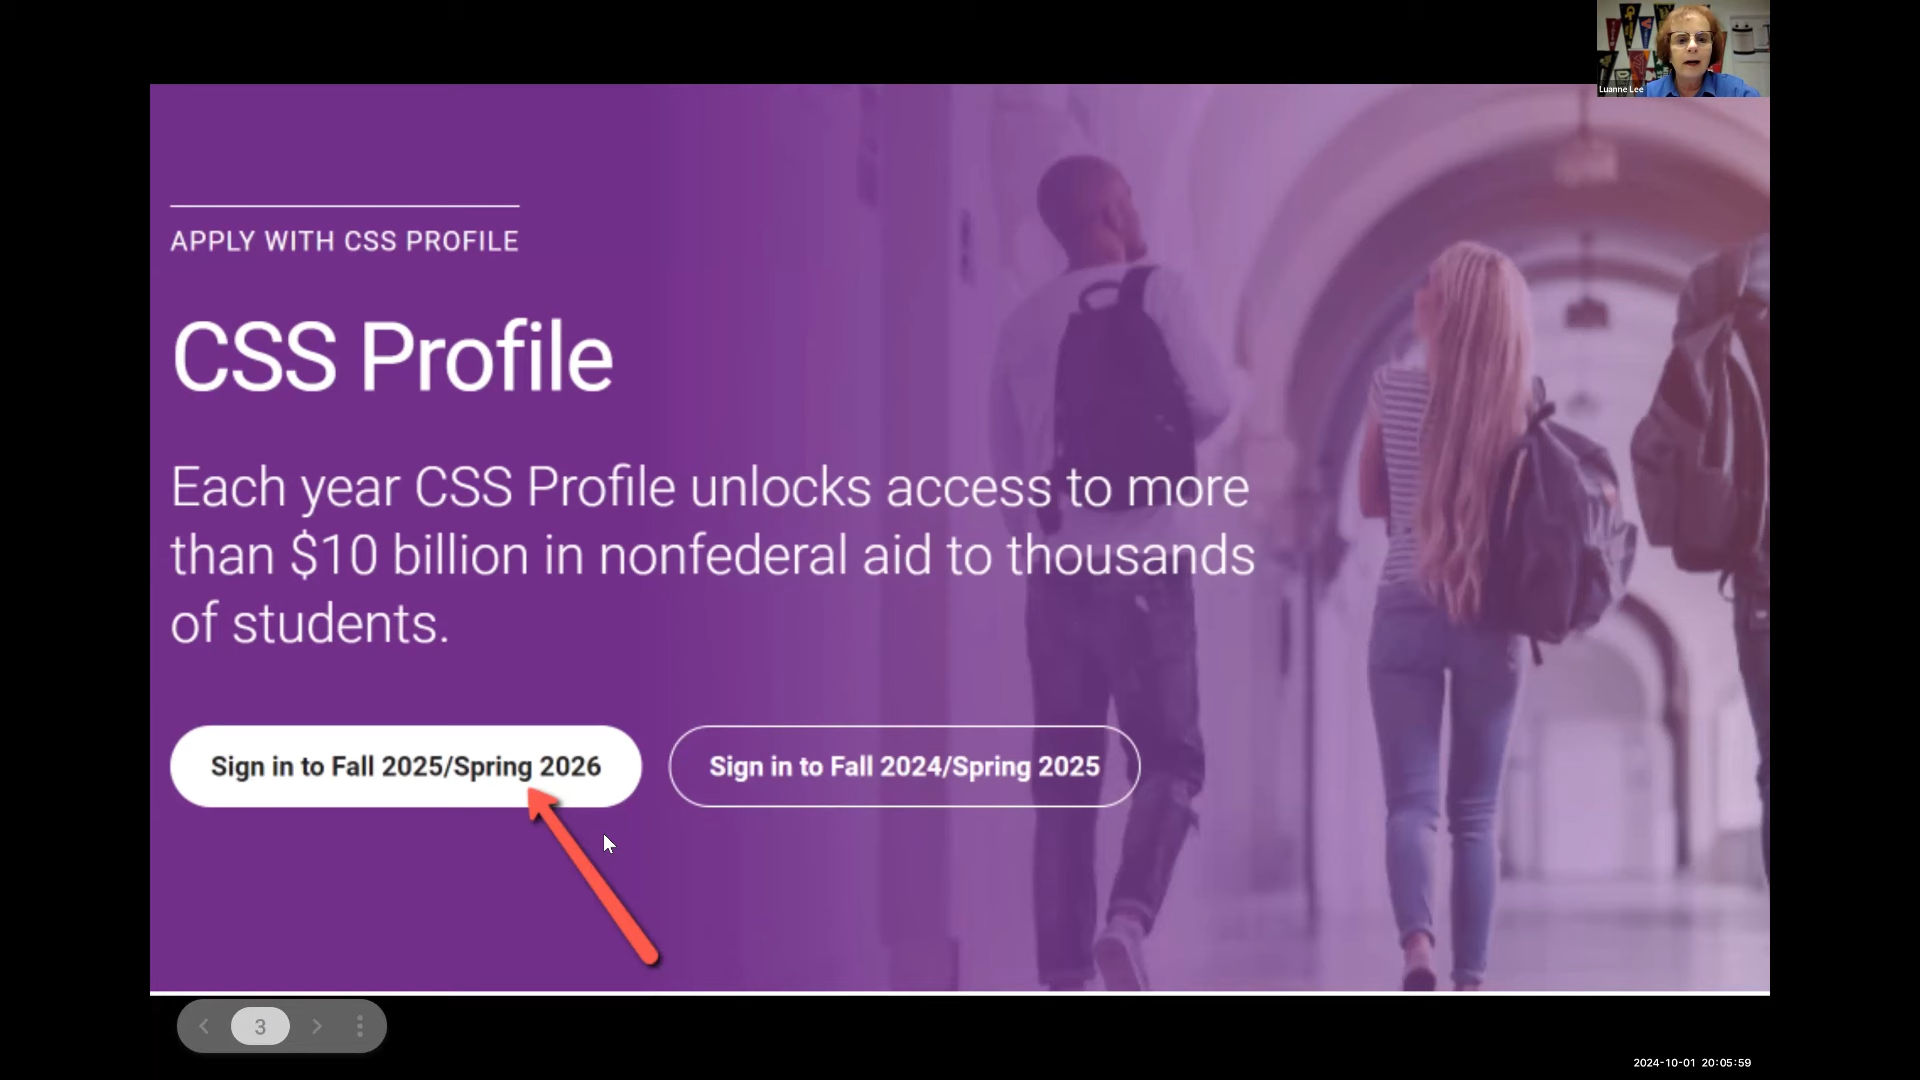 Luanne Lee
APPLY WITH CSS PROFILE
CSS Profile
Each year CSS Profile unlocks access to more
than $10 billion in nonfederal aid to thousands
of students.
Sign in to Fall 2025/Spring 2026
Sign in to Fall 2024/Spring 2025
3
2024-10-01 20:05:59